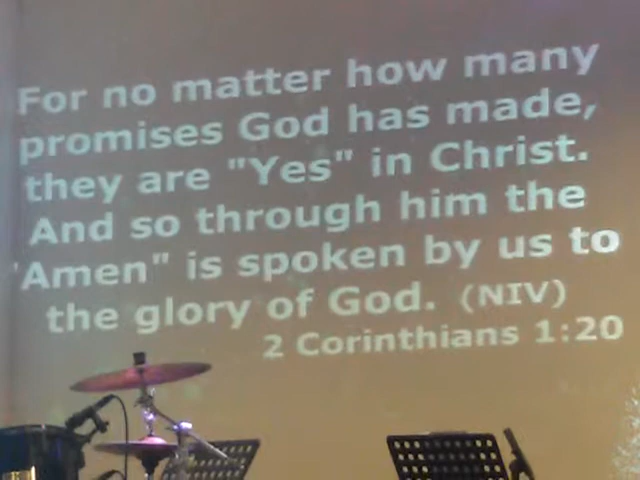 For no matter how many
promises God has made,
they are "Yes" in Christ.
And so through him the
"Amen" is spoken by us to
the glory of God. (NIV)
2 Corinthians 1:20